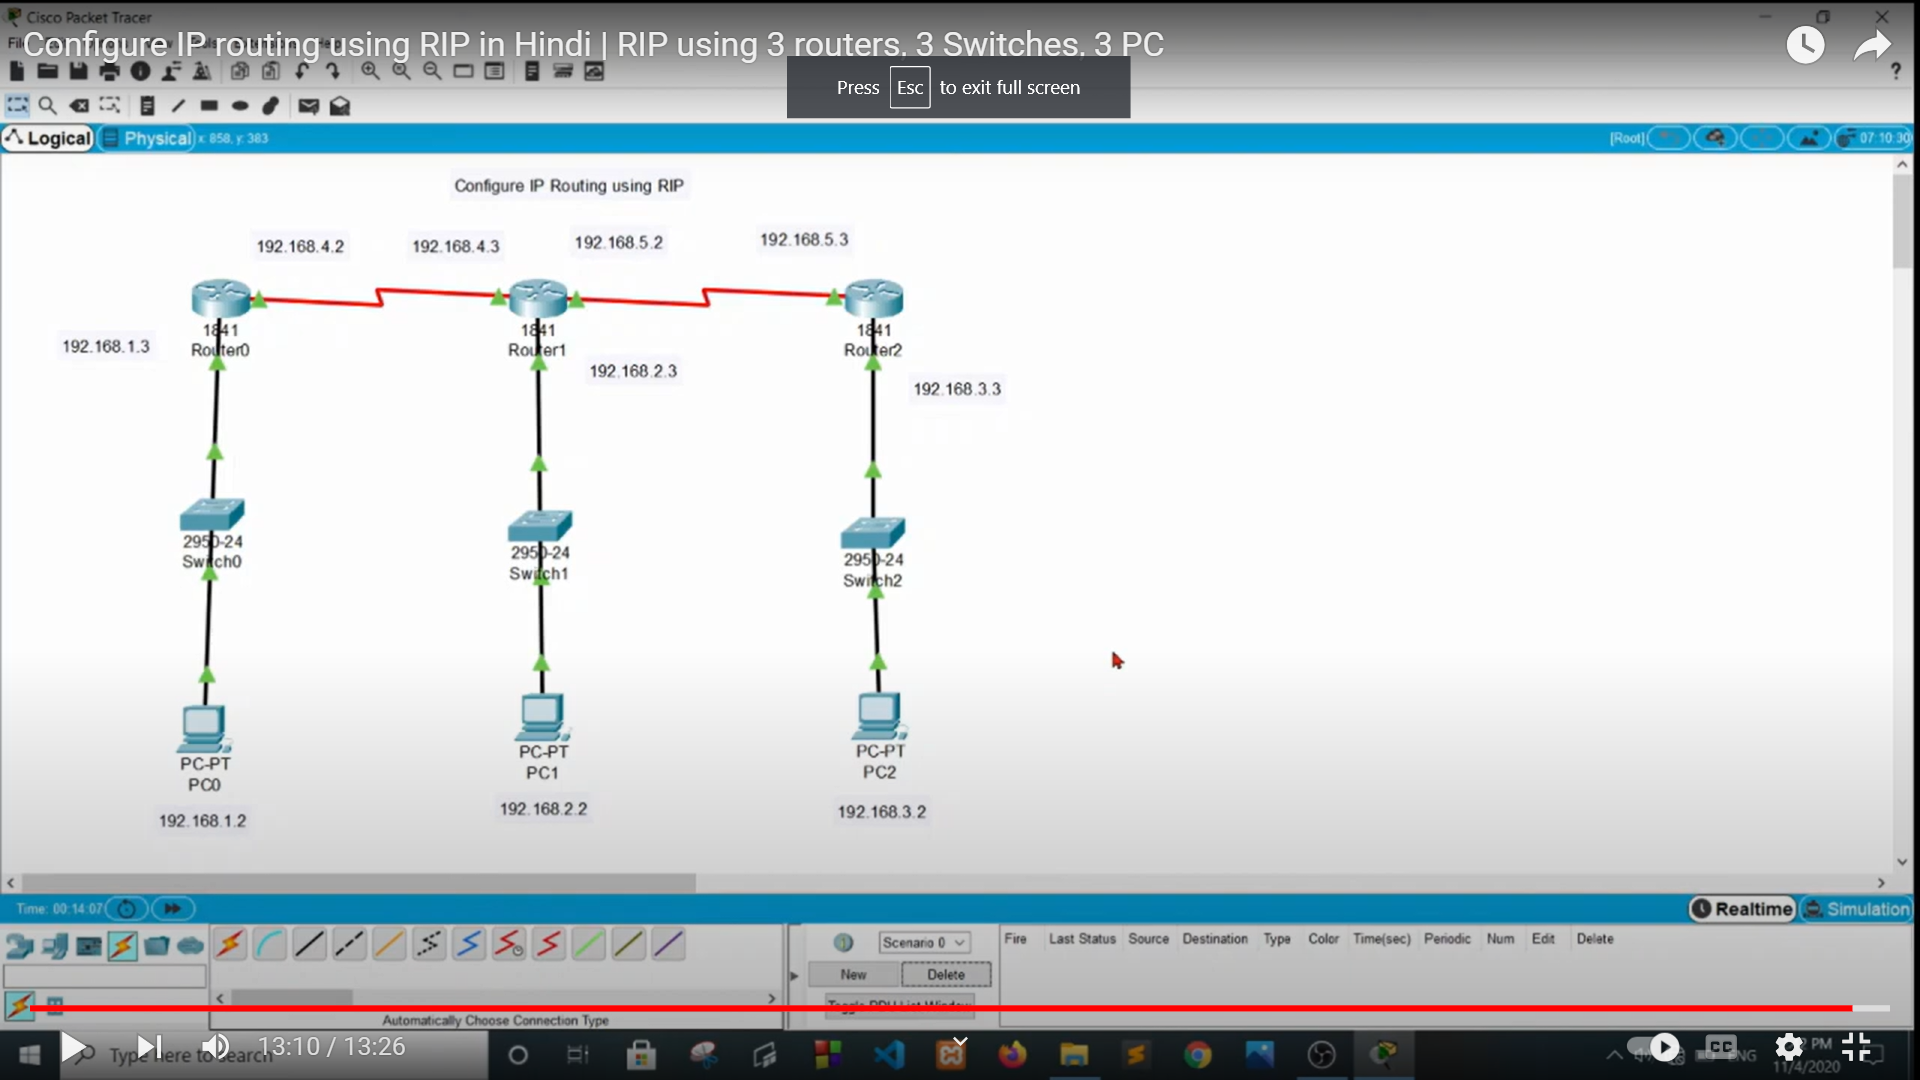 Cisco Packet Tracer
Configure IP routing using RIP in Hindi | RIP using 3 routers, 3 Switches, 3 PC
Press Esc to exit full screen
?
Logical Physical x: 858, y: 383 [Root] 07:10:30
Configure IP Routing using RIP
192.168.4.2 192.168.4.3 192.168.5.2 192.168.5.3
1841 1841 1841
Router0 Router1 Router2
192.168.1.3 192.168.2.3 192.168.3.3
2950-24 2950-24 2950-24
Switch0 Switch1 Switch2
PC-PT PC-PT PC-PT
PC0 PC1 PC2
192.168.1.2 192.168.2.2 192.168.3.2
Time: 00:14:07 Realtime Simulation
Scenario 0 Fire Last Status Source Destination Type Color Time(sec) Periodic Num Edit Delete
New Delete
Toggle PDU List Window
Automatically Choose Connection Type
13:10 / 13:26
Type here to search
CC ENG PM
11/4/2020